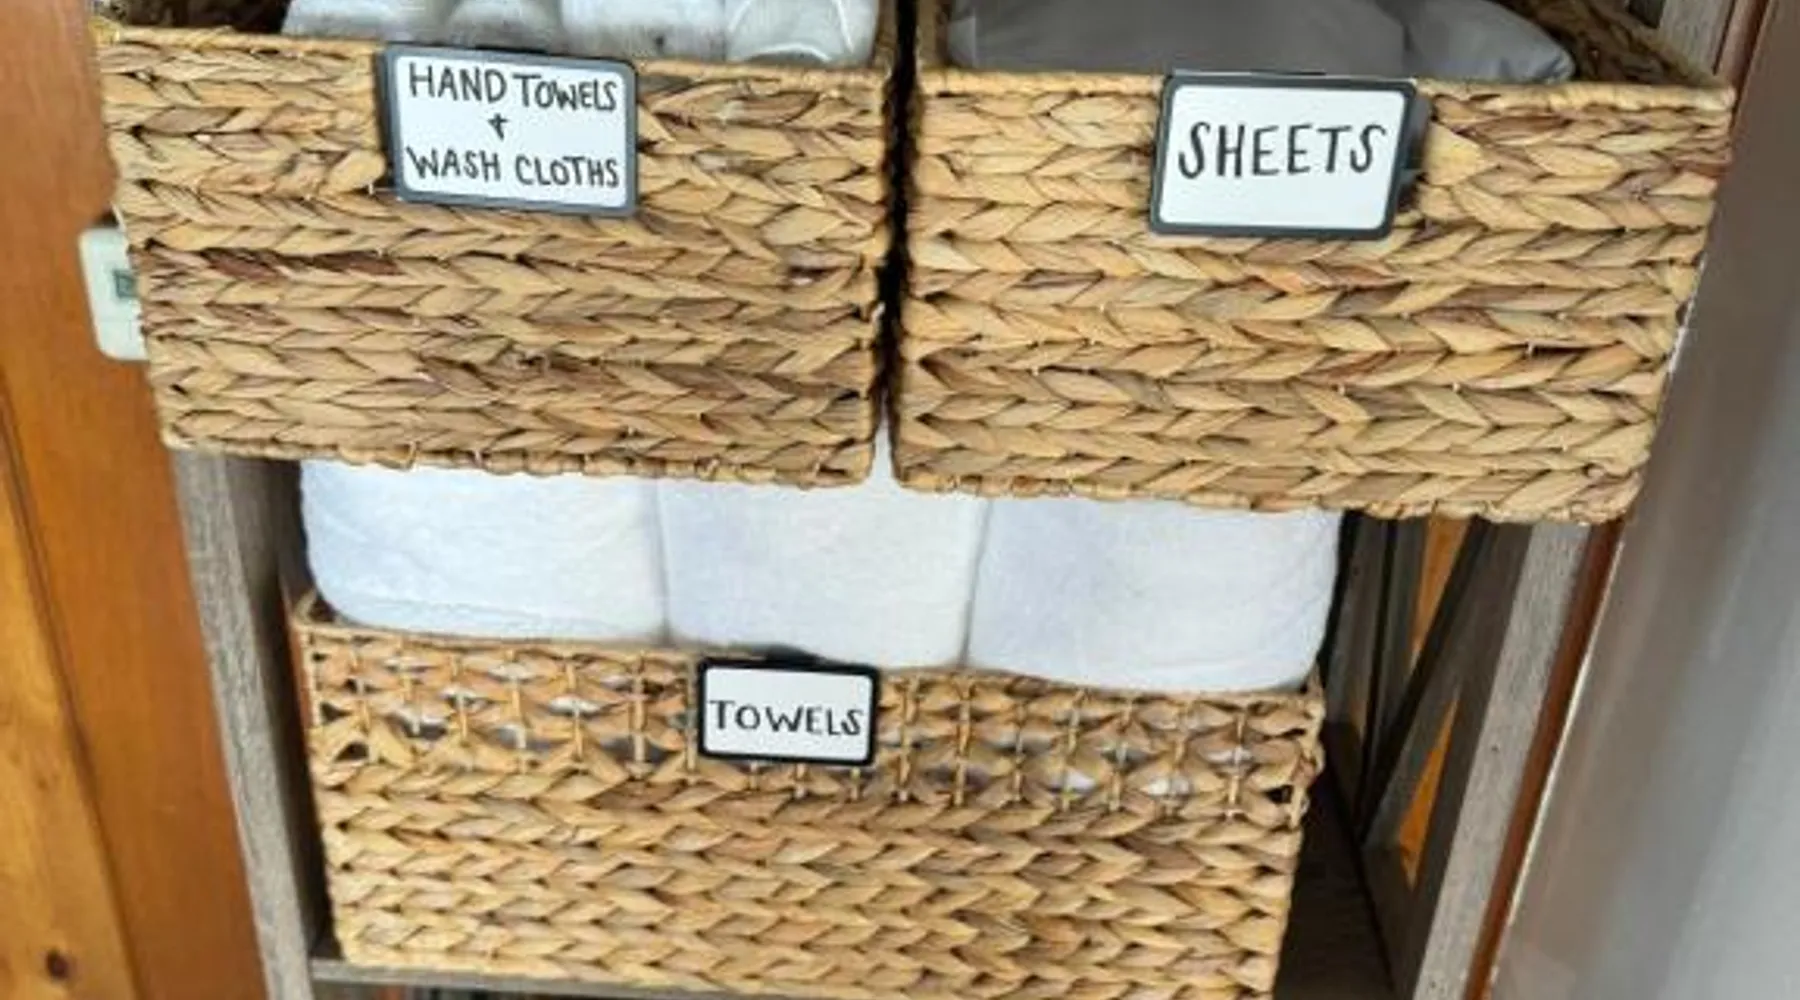 HAND TOWELS
+
WASH CLOTHS
SHEETS
TOWELS